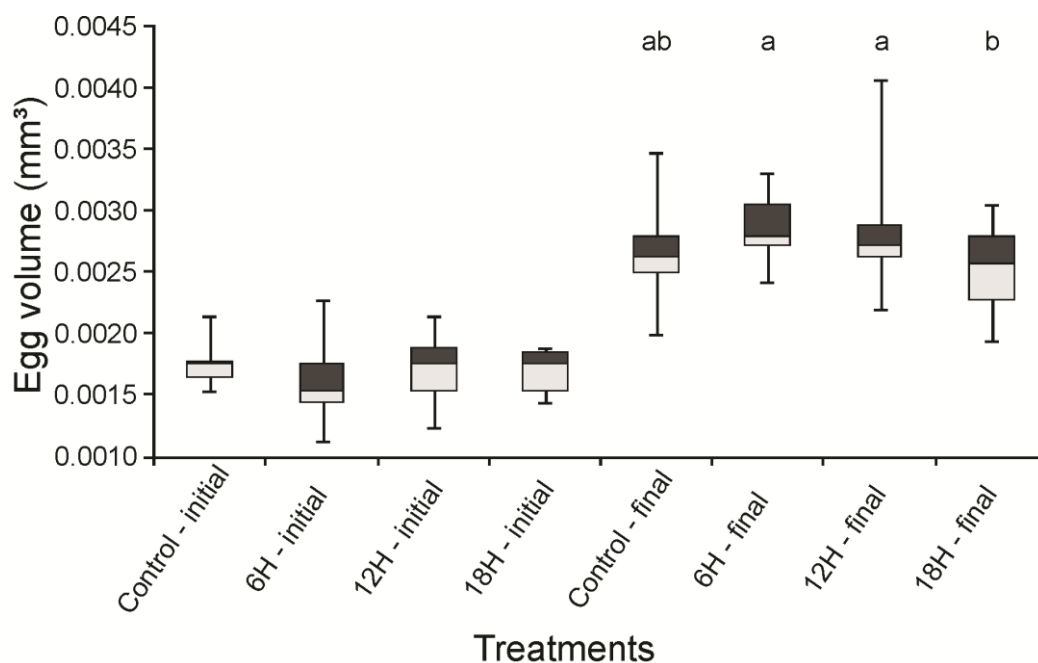 Egg volume (mm³)
0.0045
0.0040
0.0035
0.0030
0.0025
0.0020
0.0015
0.0010
ab
a
a
b
Control - initial
6H - initial
12H - initial
18H - initial
Control - final
6H - final
12H - final
18H - final
Treatments